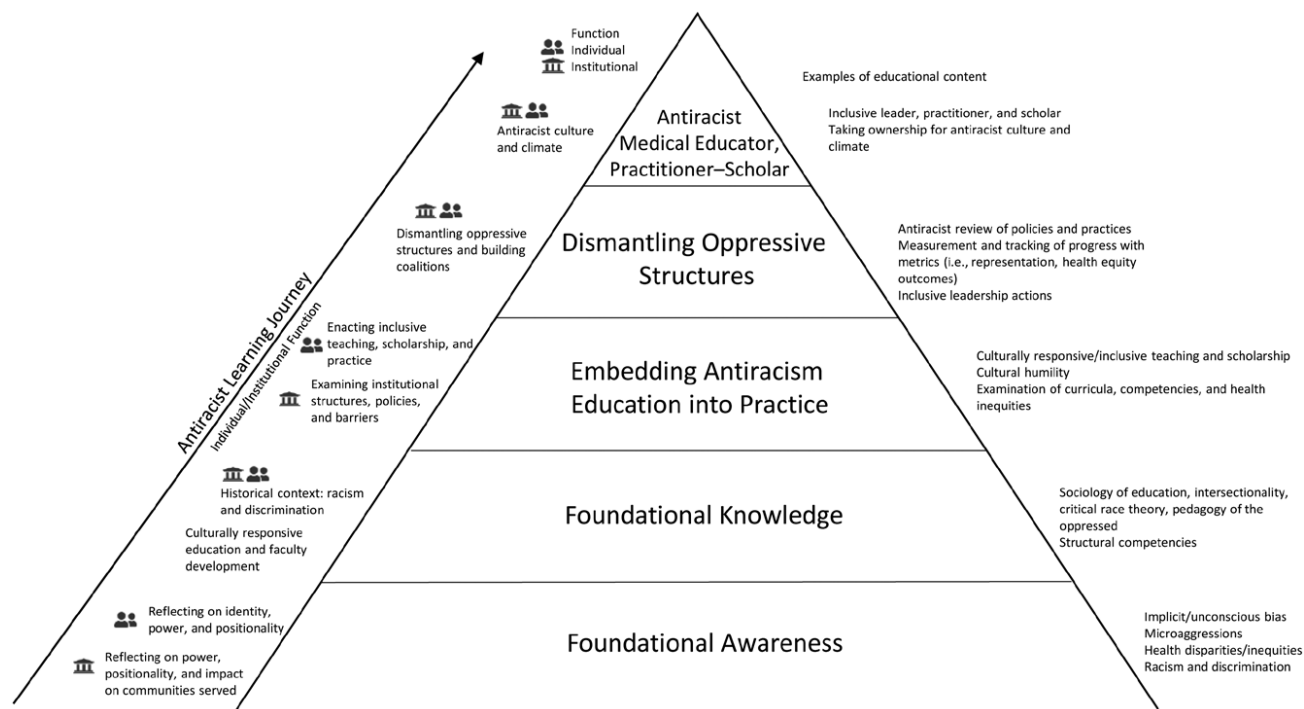 Function
Individual
Institutional
Examples of educational content
Antiracist culture
and climate
Antiracist
Medical Educator,
Practitioner–Scholar
Inclusive leader, practitioner, and scholar
Taking ownership for antiracist culture and
climate
Dismantling oppressive
structures and building
coalitions
Dismantling Oppressive
Structures
Antiracist review of policies and practices
Measurement and tracking of progress with
metrics (i.e., representation, health equity
outcomes)
Inclusive leadership actions
Antiracist Learning Journey
Individual/Institutional Function
Enacting inclusive
teaching, scholarship, and
practice
Examining institutional
structures, policies,
and barriers
Embedding Antiracism
Education into Practice
Culturally responsive/inclusive teaching and scholarship
Cultural humility
Examination of curricula, competencies, and health
inequities
Historical context: racism
and discrimination
Culturally responsive
education and faculty
development
Foundational Knowledge
Sociology of education, intersectionality,
critical race theory, pedagogy of the
oppressed
Structural competencies
Reflecting on identity,
power, and positionality
Reflecting on power,
positionality, and impact
on communities served
Foundational Awareness
Implicit/unconscious bias
Microaggressions
Health disparities/inequities
Racism and discrimination